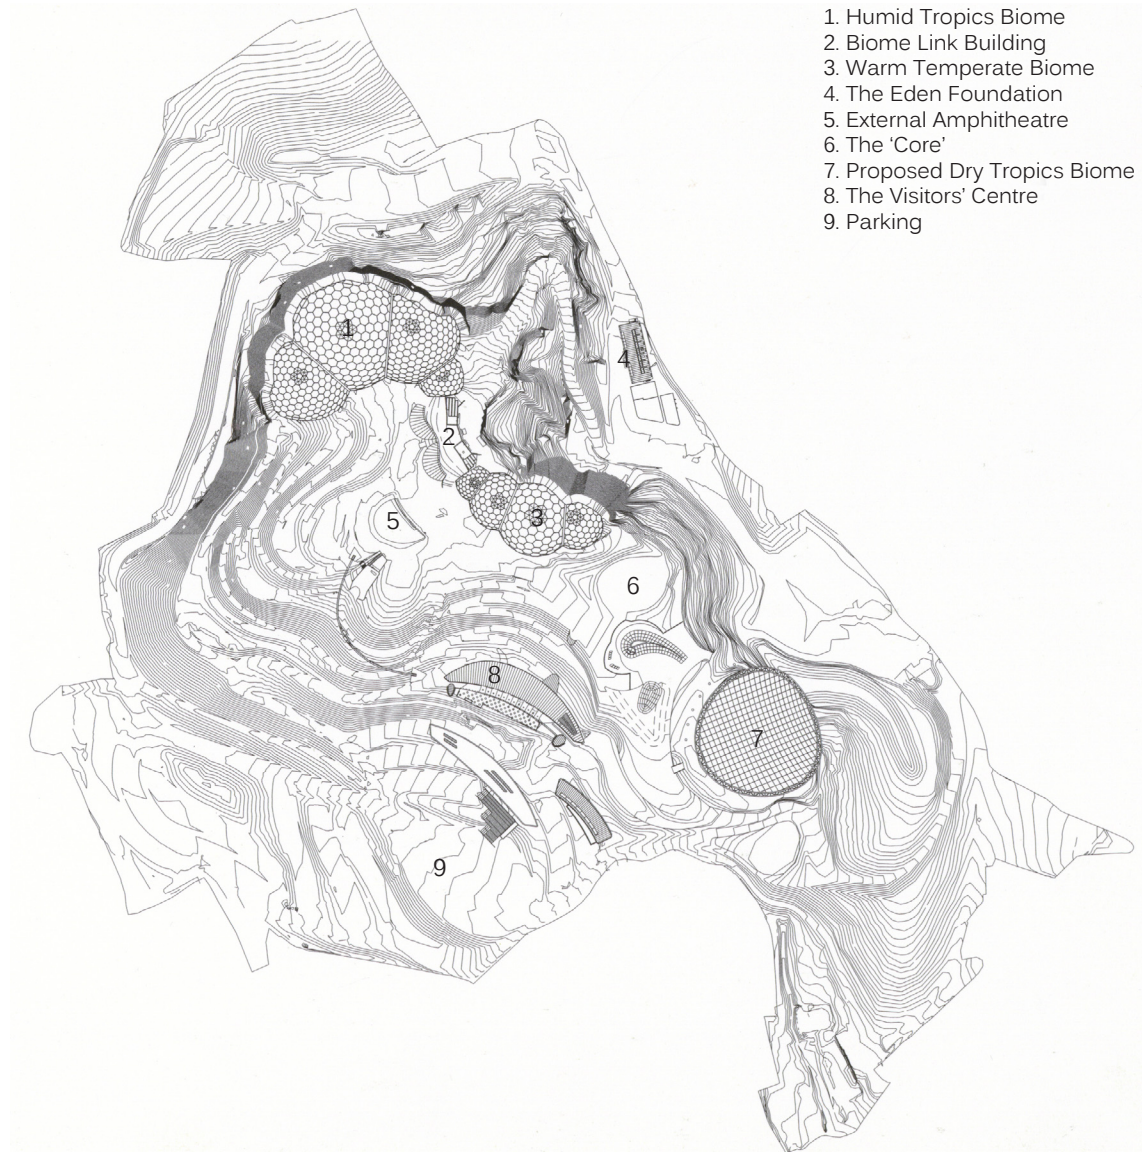 1. Humid Tropics Biome
2. Biome Link Building
3. Warm Temperate Biome
4. The Eden Foundation
5. External Amphitheatre
6. The ‘Core’
7. Proposed Dry Tropics Biome
8. The Visitors’ Centre
9. Parking
1
4
2
5
3
6
8
7
9